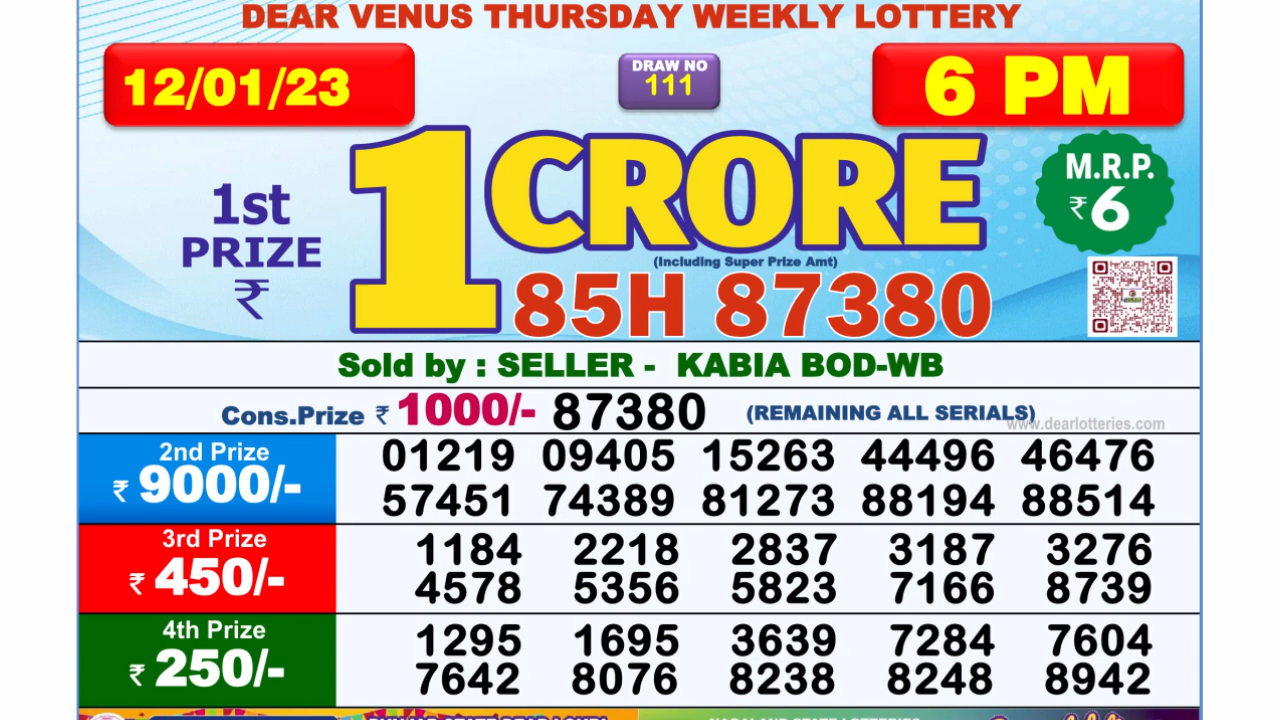 DEAR VENUS THURSDAY WEEKLY LOTTERY
12/01/23
DRAW NO
111
6 PM
1st
PRIZE
₹
1 CRORE
(Including Super Prize Amt)
M.R.P.
₹ 6
85H 87380
Sold by : SELLER - KABIA BOD-WB
Cons.Prize ₹ 1000/- 87380 (REMAINING ALL SERIALS)
www.dearlotteries.com
2nd Prize
₹ 9000/-
01219 09405 15263 44496 46476
57451 74389 81273 88194 88514
3rd Prize
₹ 450/-
1184 2218 2837 3187 3276
4578 5356 5823 7166 8739
4th Prize
₹ 250/-
1295 1695 3639 7284 7604
7642 8076 8238 8248 8942
NAGALAND STATE LOTTERIES